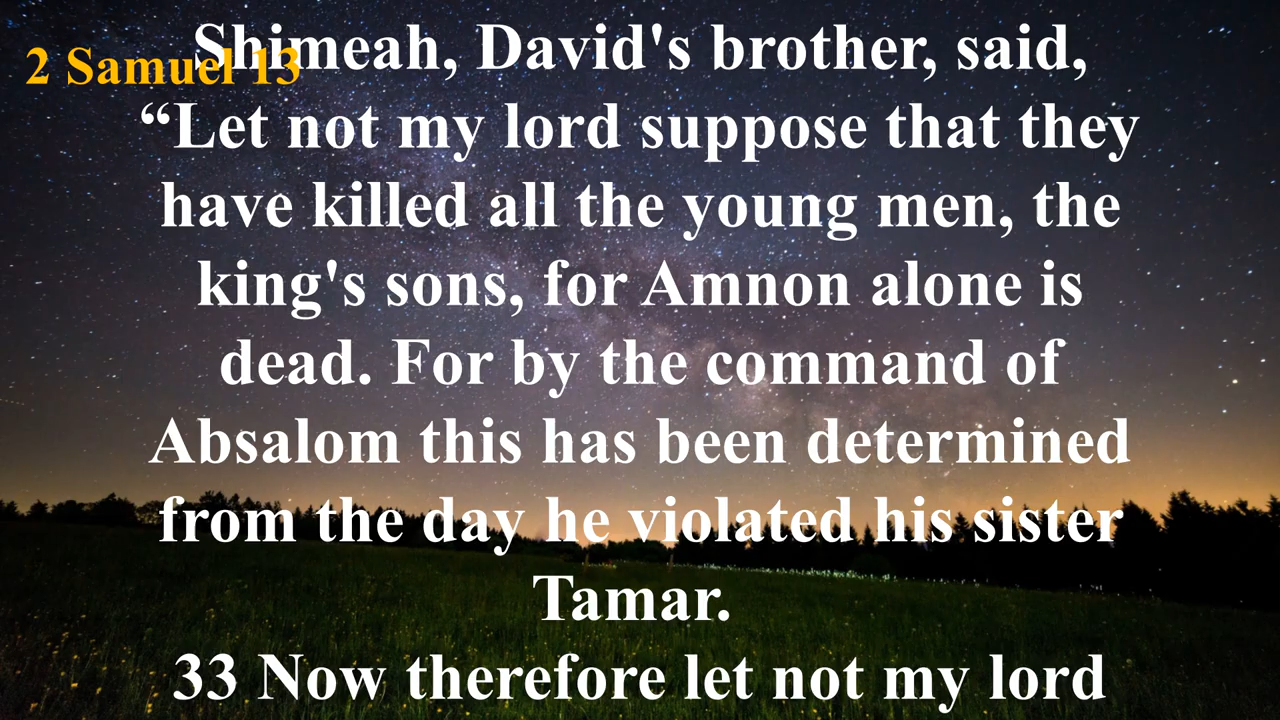 2 Samuel 13
Shimeah, David's brother, said,
“Let not my lord suppose that they
have killed all the young men, the
king's sons, for Amnon alone is
dead. For by the command of
Absalom this has been determined
from the day he violated his sister
Tamar.
33 Now therefore let not my lord